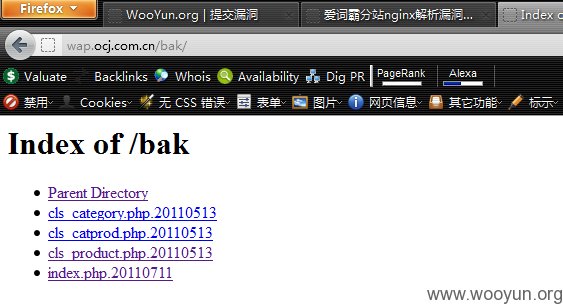 Firefox
WooYun.org | 提交漏洞
爱词霸分站nginx解析漏洞...
Index o
wap.ocj.com.cn/bak/
Valuate
Backlinks
Whois
Availability
Dig PR
PageRank
Alexa
禁用
Cookies
无 CSS 错误
表单
图片
网页信息
其它功能
标示
Index of /bak
Parent Directory
cls_category.php.20110513
cls_catprod.php.20110513
cls_product.php.20110513
index.php.20110711
www.wooyun.org